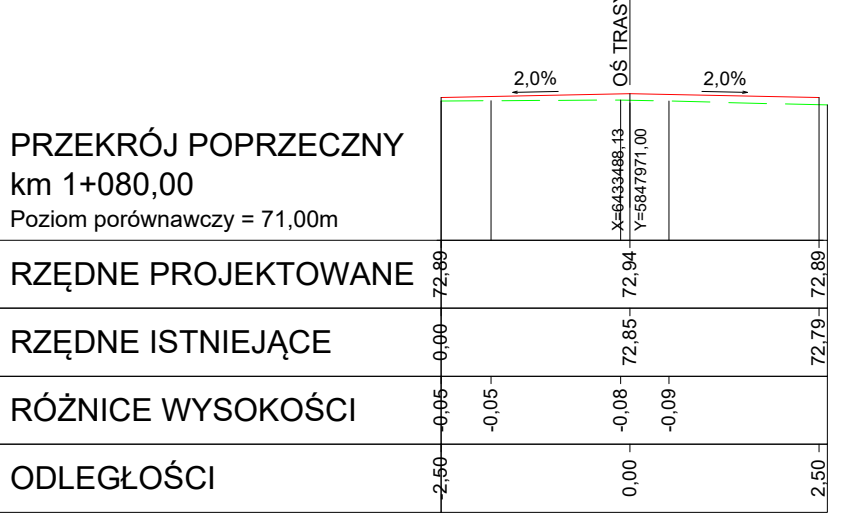 OŚ TRASY
2,0% 2,0%
PRZEKRÓJ POPRZECZNY
km 1+080,00
Poziom porównawczy = 71,00m
X=6433488,13
Y=5847971,00
RZĘDNE PROJEKTOWANE 72,89 72,94 72,89
RZĘDNE ISTNIEJĄCE 0,00 72,85 72,79
RÓŻNICE WYSOKOŚCI -0,05 -0,05 -0,08 -0,09
ODLEGŁOŚCI -2,50 0,00 2,50